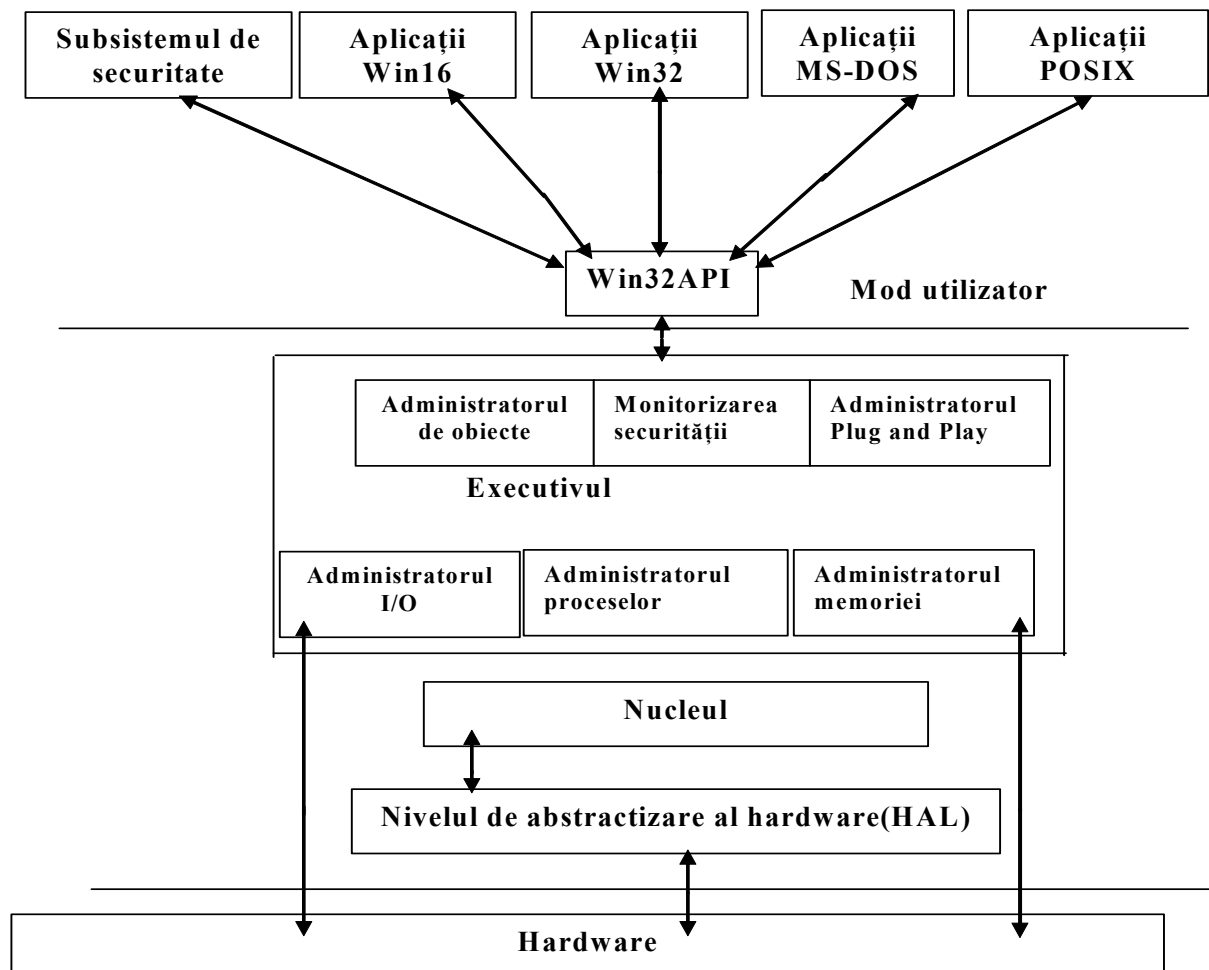 Subsistemul de
securitate
Aplicații
Win16
Aplicații
Win32
Aplicații
MS-DOS
Aplicații
POSIX
Win32API
Mod utilizator
Administratorul
de obiecte
Monitorizarea
securității
Administratorul
Plug and Play
Executivul
Administratorul
I/O
Administratorul
proceselor
Administratorul
memoriei
Nucleul
Nivelul de abstractizare al hardware(HAL)
Hardware